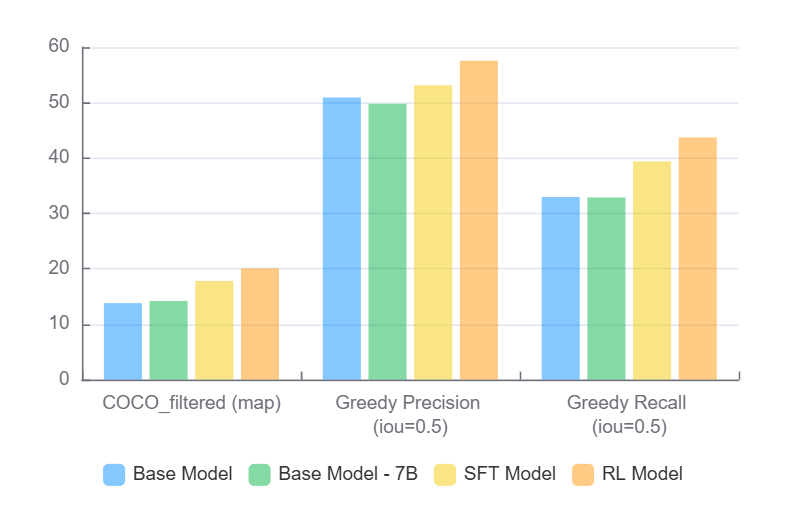 60
50
40
30
20
10
0
COCO_filtered (map)
Greedy Precision
(iou=0.5)
Greedy Recall
(iou=0.5)
Base Model
Base Model - 7B
SFT Model
RL Model